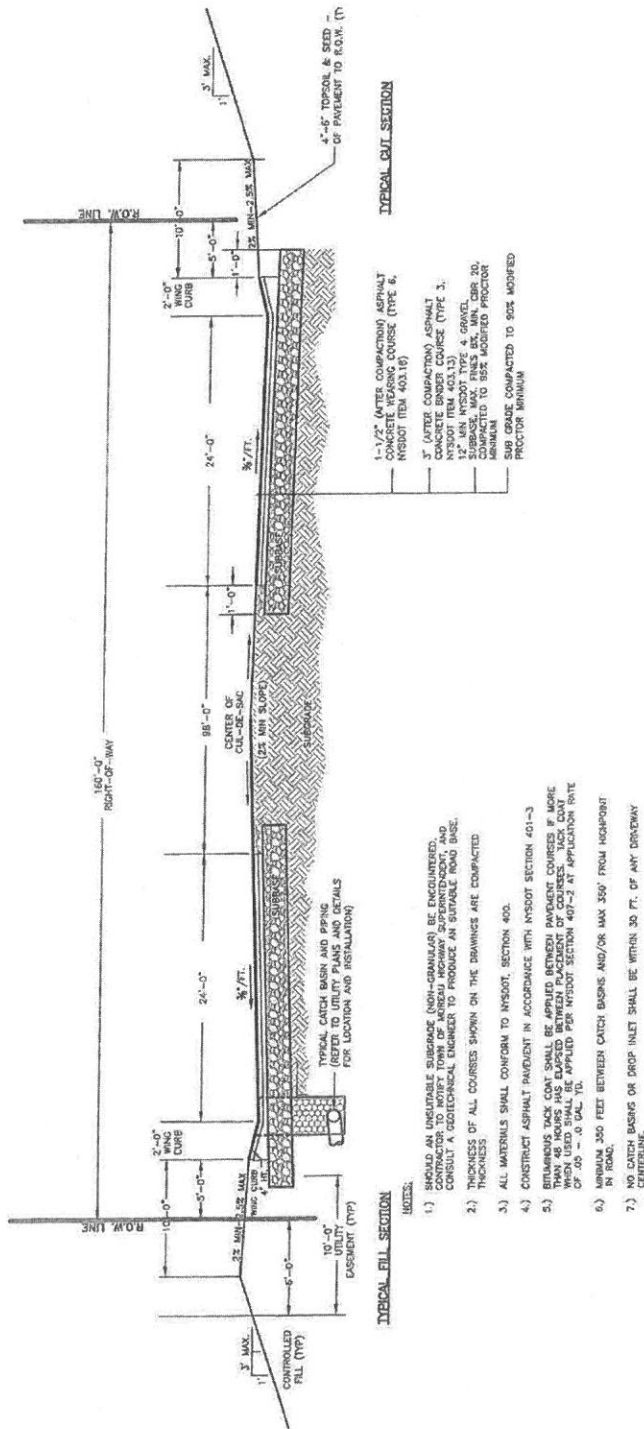 160'-0"
RIGHT-OF-WAY
R.O.W. LINE
R.O.W. LINE
10'-0"
5'-0"
2'-0"
WING
CURB
24'-0"
98'-0"
24'-0"
2'-0"
WING
CURB
10'-0"
5'-0"
1'-0"
1'-0"
3' MAX.
1'
3' MAX.
1'
2% MIN-2.5% MAX
2% MIN-2.5% MAX
WING CURB
4" HT.
⅜"/FT.
⅜"/FT.
CENTER OF
CUL-DE-SAC
(2% MIN SLOPE)
SUBBASE
SUBBASE
SUBGRADE
CONTROLLED
FILL (TYP)
6'-0"
10'-0"
UTILITY
EASEMENT (TYP)
TYPICAL CATCH BASIN AND PIPING
(REFER TO UTILITY PLANS AND DETAILS
FOR LOCATION AND INSTALLATION)
4"-6" TOPSOIL & SEED -
OF PAVEMENT TO R.O.W. (T
TYPICAL FILL SECTION
TYPICAL CUT SECTION
1-1/2" (AFTER COMPACTION) ASPHALT
CONCRETE WEARING COURSE (TYPE 6,
NYSDOT ITEM 403.16)
3" (AFTER COMPACTION) ASPHALT
CONCRETE BINDER COURSE (TYPE 3,
NYSDOT ITEM 403.13)
12" MIN NYSDOT TYPE 4 GRAVEL
SUBBASE, MAX. FINES 8%, MIN. CBR 20,
COMPACTED TO 95% MODIFIED PROCTOR
MINIMUM
SUB GRADE COMPACTED TO 90% MODIFIED
PROCTOR MINIMUM
NOTES:
1.) SHOULD AN UNSUITABLE SUBGRADE (NON-GRANULAR) BE ENCOUNTERED,
CONTRACTOR TO NOTIFY TOWN OF MOREAU HIGHWAY SUPERINTENDENT, AND
CONSULT A GEOTECHNICAL ENGINEER TO PRODUCE AN SUITABLE ROAD BASE.
2.) THICKNESS OF ALL COURSES SHOWN ON THE DRAWINGS ARE COMPACTED
THICKNESS
3.) ALL MATERIALS SHALL CONFORM TO NYSDOT, SECTION 400.
4.) CONSTRUCT ASPHALT PAVEMENT IN ACCORDANCE WITH NYSDOT SECTION 401-3
5.) BITUMINOUS TACK COAT SHALL BE APPLIED BETWEEN PAVEMENT COURSES IF MORE
THAN 48 HOURS HAS ELAPSED BETWEEN PLACEMENT OF COURSES. TACK COAT
WHEN USED SHALL BE APPLIED PER NYSDOT SECTION 407-2 AT APPLICATION RATE
OF .05 - .0 GAL. YD.
6.) MINIMUM 350 FEET BETWEEN CATCH BASINS AND/OR MAX 350' FROM HIGHPOINT
IN ROAD.
7.) NO CATCH BASINS OR DROP INLET SHALL BE WITHIN 30 FT. OF ANY DRIVEWAY
CENTERLINE.